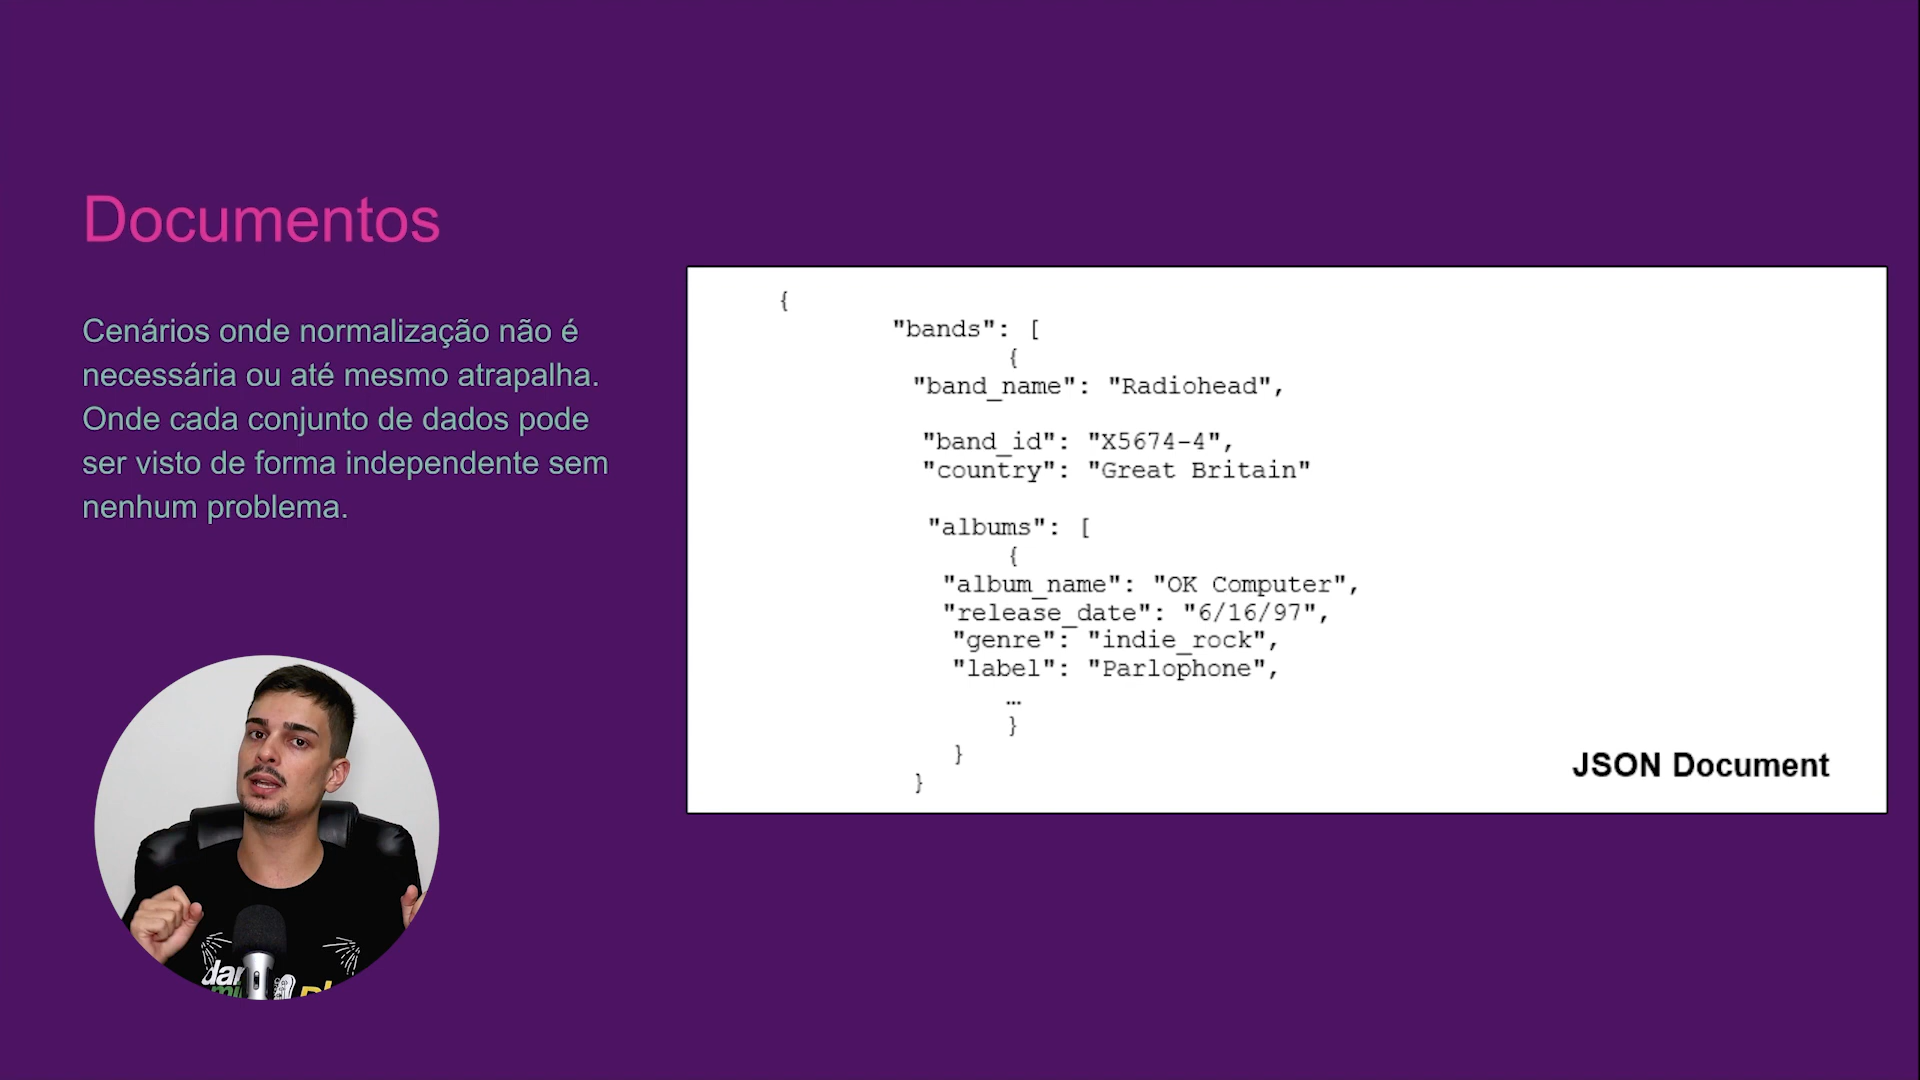 Documentos
Cenários onde normalização não é
necessária ou até mesmo atrapalha.
Onde cada conjunto de dados pode
ser visto de forma independente sem
nenhum problema.
{
"bands": [
{
"band_name": "Radiohead",
"band_id": "X5674-4",
"country": "Great Britain"
"albums": [
{
"album_name": "OK Computer",
"release_date": "6/16/97",
"genre": "indie_rock",
"label": "Parlophone",
…
}
}
}
JSON Document